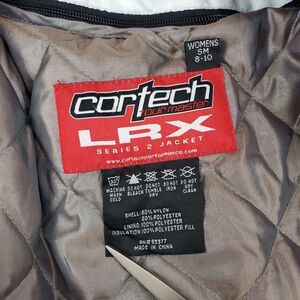 WOMENS
SM
8-10
cortech
tourmaster
LRX
SERIES 2 JACKET
www.cortechperformance.com
MACHINE WASH COLD
DO NOT BLEACH
DO NOT TUMBLE DRY
DO NOT IRON
DO NOT DRY CLEAN
SHELL: 80% NYLON
20% POLYESTER
LINING: 100% POLYESTER
INSULATION: 100% POLYESTER FILL
MADE IN CHINA